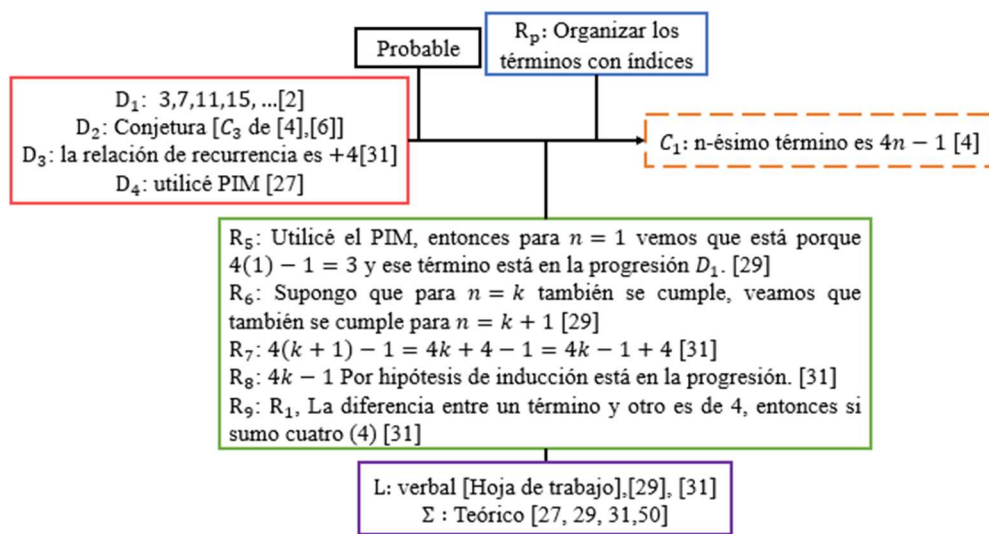 Probable
Rₚ: Organizar los
términos con índices
D₁: 3,7,11,15, ...[2]
D₂: Conjetura [C₃ de [4],[6]]
D₃: la relación de recurrencia es +4[31]
D₄: utilicé PIM [27]
C₁: n-ésimo término es 4n − 1 [4]
R₅: Utilicé el PIM, entonces para n = 1 vemos que está porque
4(1) − 1 = 3 y ese término está en la progresión D₁. [29]
R₆: Supongo que para n = k también se cumple, veamos que
también se cumple para n = k + 1 [29]
R₇: 4(k + 1) − 1 = 4k + 4 − 1 = 4k − 1 + 4 [31]
R₈: 4k − 1 Por hipótesis de inducción está en la progresión. [31]
R₉: R₁, La diferencia entre un término y otro es de 4, entonces si
sumo cuatro (4) [31]
L: verbal [Hoja de trabajo],[29], [31]
Σ : Teórico [27, 29, 31,50]